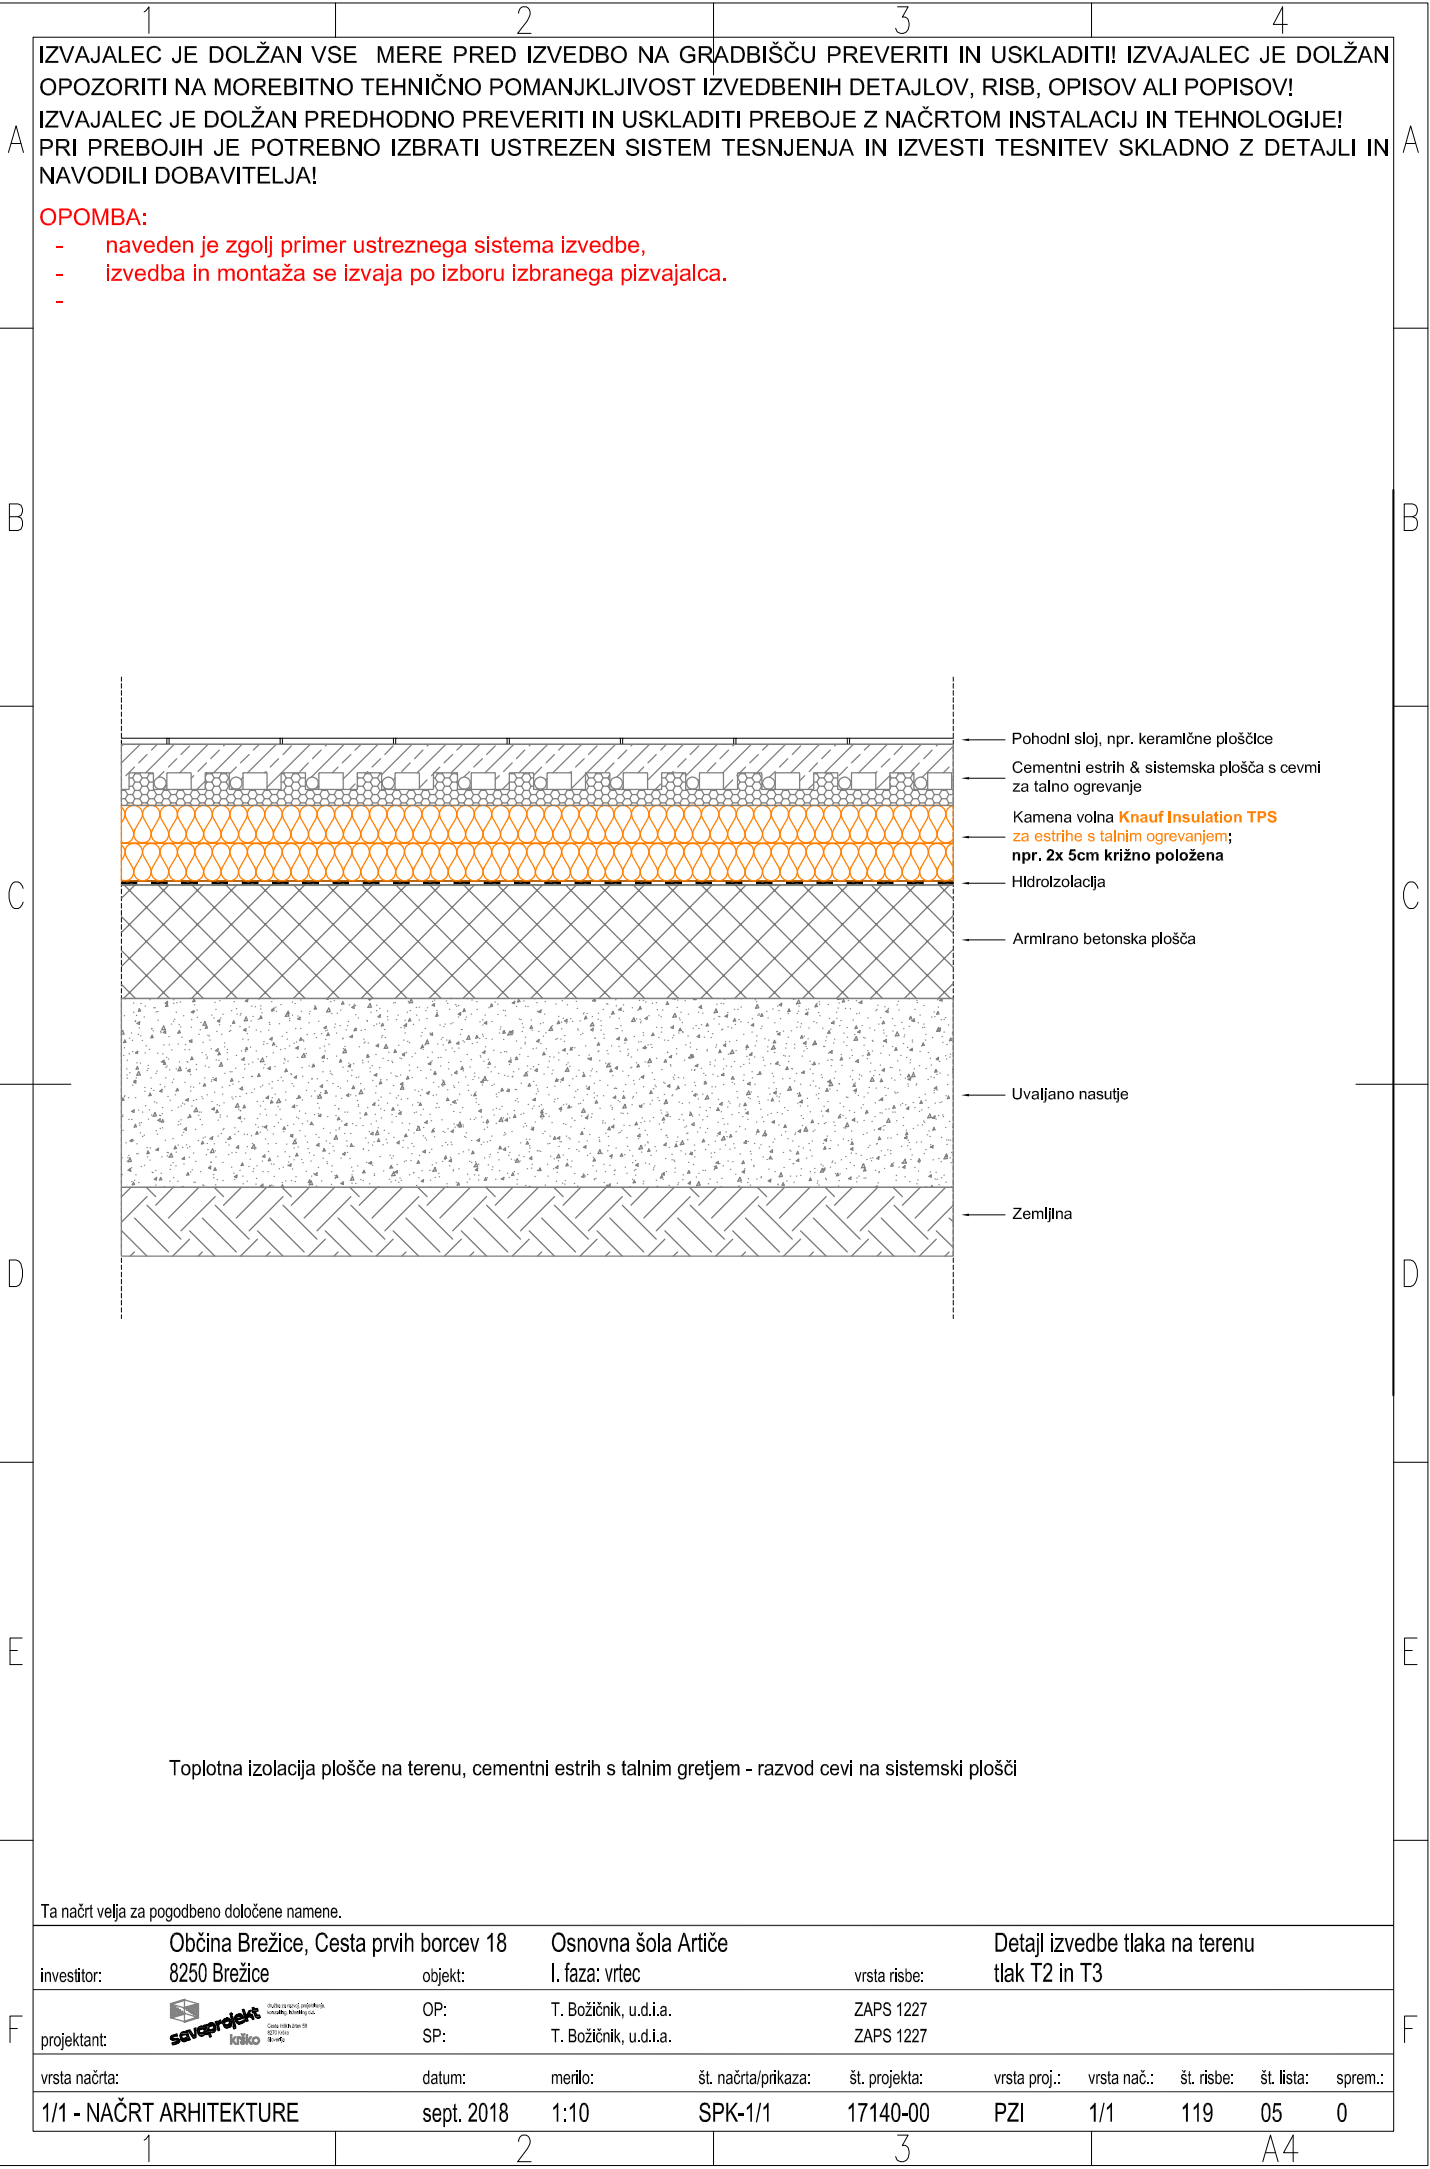 1 2 3 4
IZVAJALEC JE DOLŽAN VSE MERE PRED IZVEDBO NA GRADBIŠČU PREVERITI IN USKLADITI! IZVAJALEC JE DOLŽAN
OPOZORITI NA MOREBITNO TEHNIČNO POMANJKLJIVOST IZVEDBENIH DETAJLOV, RISB, OPISOV ALI POPISOV!
IZVAJALEC JE DOLŽAN PREDHODNO PREVERITI IN USKLADITI PREBOJE Z NAČRTOM INSTALACIJ IN TEHNOLOGIJE!
A A
PRI PREBOJIH JE POTREBNO IZBRATI USTREZEN SISTEM TESNJENJA IN IZVESTI TESNITEV SKLADNO Z DETAJLI IN
NAVODILI DOBAVITELJA!
OPOMBA:
- naveden je zgolj primer ustreznega sistema izvedbe,
- izvedba in montaža se izvaja po izboru izbranega pizvajalca.
-
B B
Pohodni sloj, npr. keramične ploščice
Cementni estrih & sistemska plošča s cevmi
za talno ogrevanje
Kamena volna Knauf Insulation TPS
za estrihe s talnim ogrevanjem;
npr. 2x 5cm križno položena
Hidroizolacija
C C
Armirano betonska plošča
Uvaljano nasutje
Zemljina
D D
E E
Toplotna izolacija plošče na terenu, cementni estrih s talnim gretjem - razvod cevi na sistemski plošči
Ta načrt velja za pogodbeno določene namene.
Občina Brežice, Cesta prvih borcev 18 Osnovna šola Artiče Detajl izvedbe tlaka na terenu
investitor: 8250 Brežice objekt: I. faza: vrtec vrsta risbe: tlak T2 in T3
OP: T. Božičnik, u.d.i.a. ZAPS 1227
F F
projektant: savaprojekt krško SP: T. Božičnik, u.d.i.a. ZAPS 1227
vrsta načrta: datum: merilo: št. načrta/prikaza: št. projekta: vrsta proj.: vrsta nač.: št. risbe: št. lista: sprem.:
1/1 - NAČRT ARHITEKTURE sept. 2018 1:10 SPK-1/1 17140-00 PZI 1/1 119 05 0
1 2 3 A4